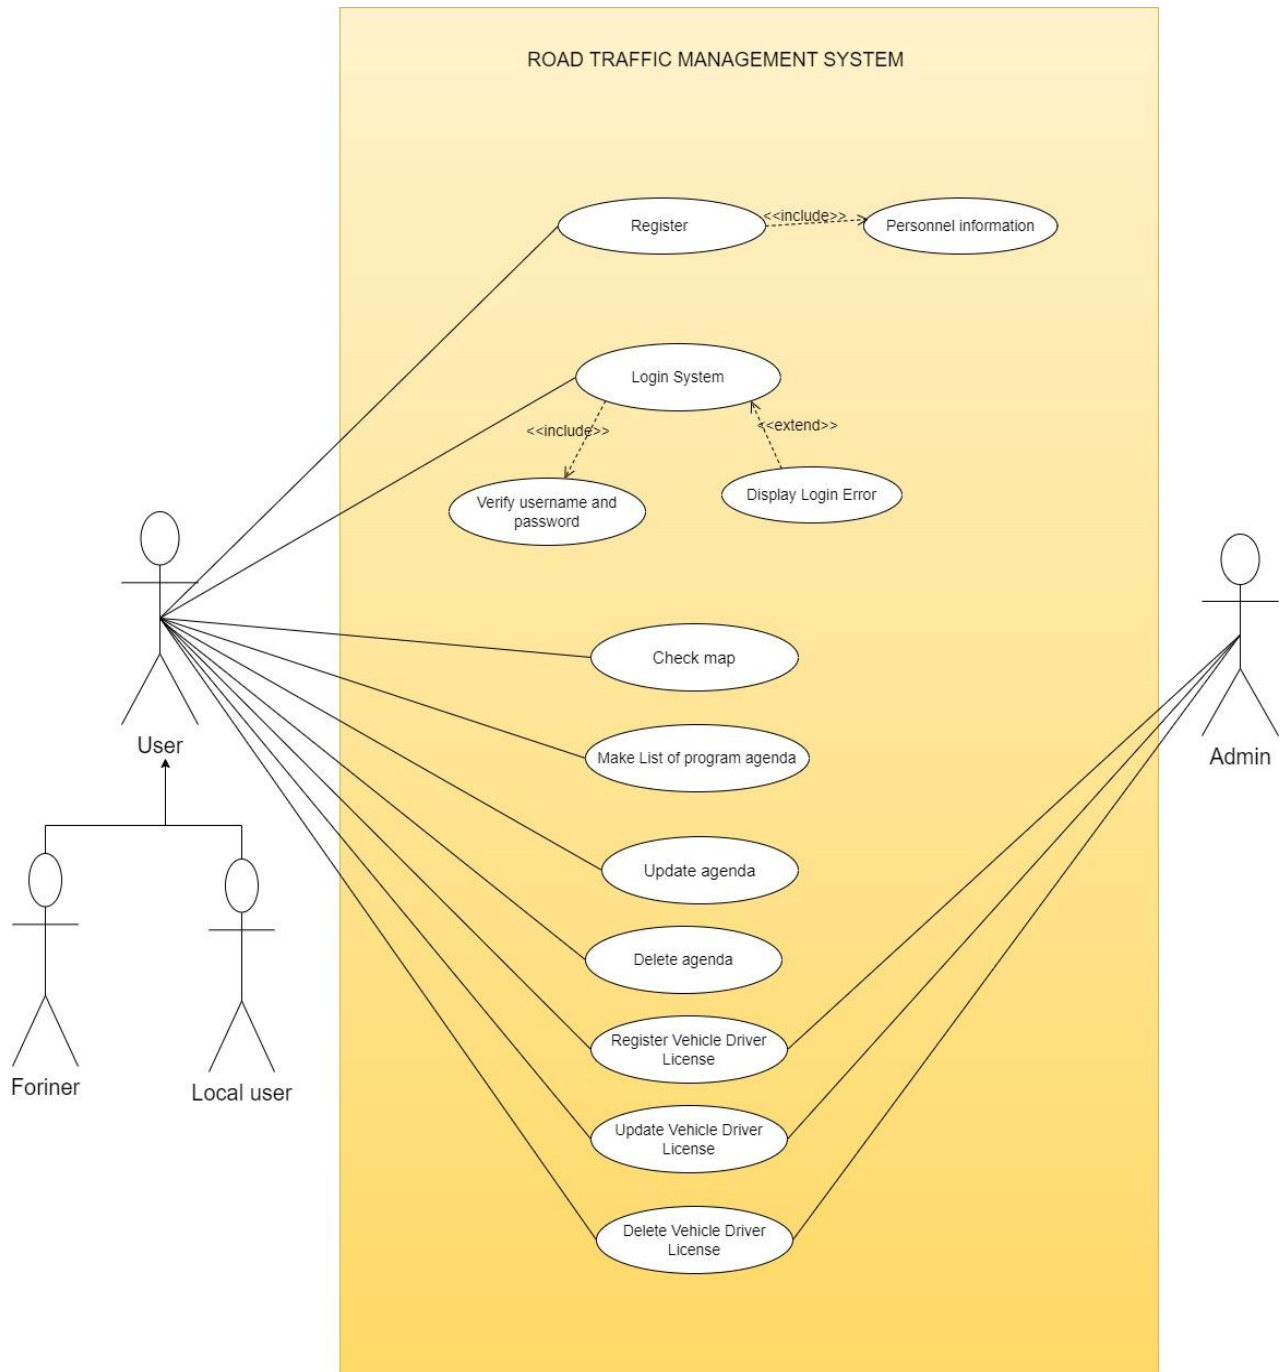 ROAD TRAFFIC MANAGEMENT SYSTEM
Register
<<include>>
Personnel information
Login System
<<include>>
<<extend>>
Verify username and
password
Display Login Error
Check map
User
Admin
Make List of program agenda
Update agenda
Delete agenda
Register Vehicle Driver
License
Foriner
Local user
Update Vehicle Driver
License
Delete Vehicle Driver
License